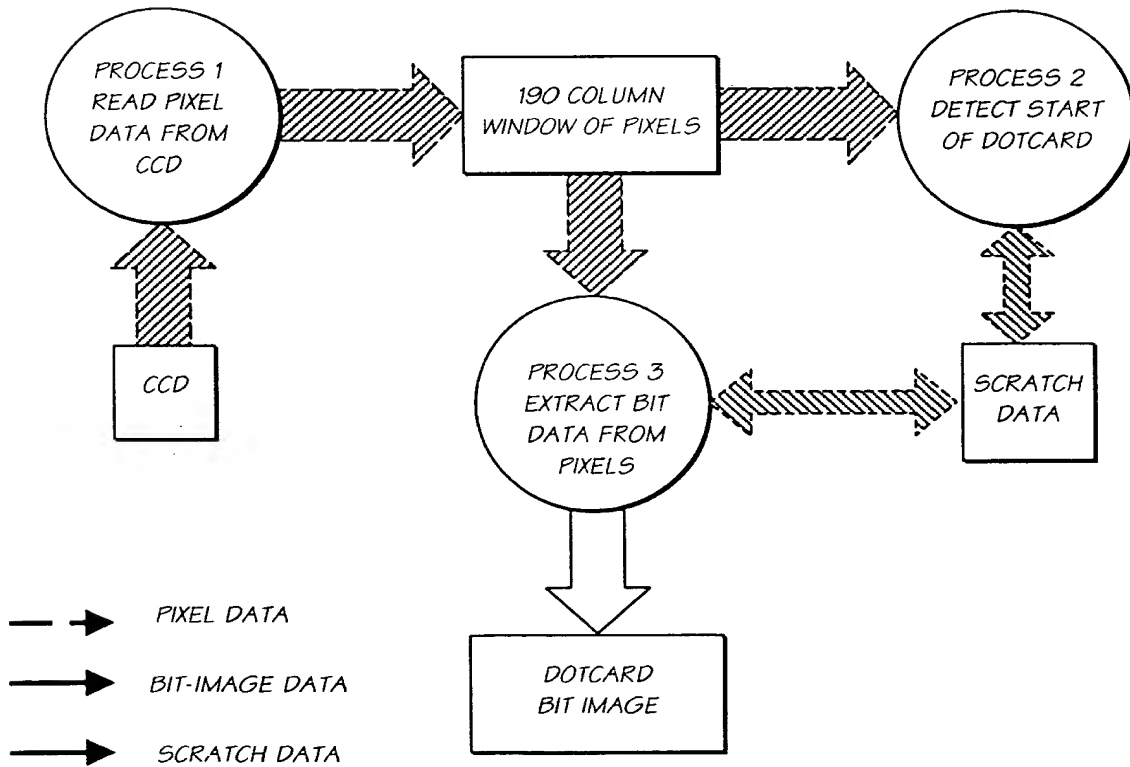 PROCESS 1
READ PIXEL
DATA FROM
CCD
190 COLUMN
WINDOW OF PIXELS
PROCESS 2
DETECT START
OF DOTCARD
CCD
PROCESS 3
EXTRACT BIT
DATA FROM
PIXELS
SCRATCH
DATA
PIXEL DATA
BIT-IMAGE DATA
SCRATCH DATA
DOTCARD
BIT IMAGE